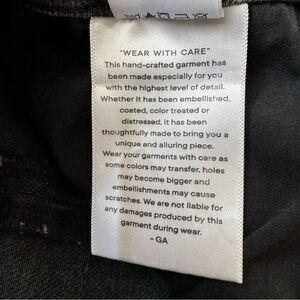 "WEAR WITH CARE"
This hand-crafted garment has
been made especially for you
with the highest level of detail.
Whether it has been embellished,
coated, color treated or
distressed, it has been
thoughtfully made to bring you a
unique and alluring piece.
Wear your garments with care as
some colors may transfer, holes
may become bigger and
embellishments may cause
scratches. We are not liable for
any damages produced by this
garment during wear.
- GA